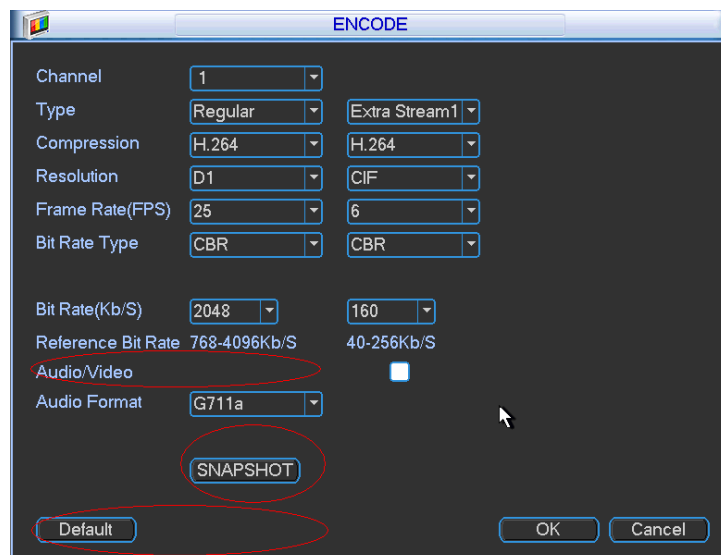 ENCODE
Channel 1
Type Regular Extra Stream1
Compression H.264 H.264
Resolution D1 CIF
Frame Rate(FPS) 25 6
Bit Rate Type CBR CBR
Bit Rate(Kb/S) 2048 160
Reference Bit Rate 768-4096Kb/S 40-256Kb/S
Audio/Video
Audio Format G711a
SNAPSHOT
Default OK Cancel